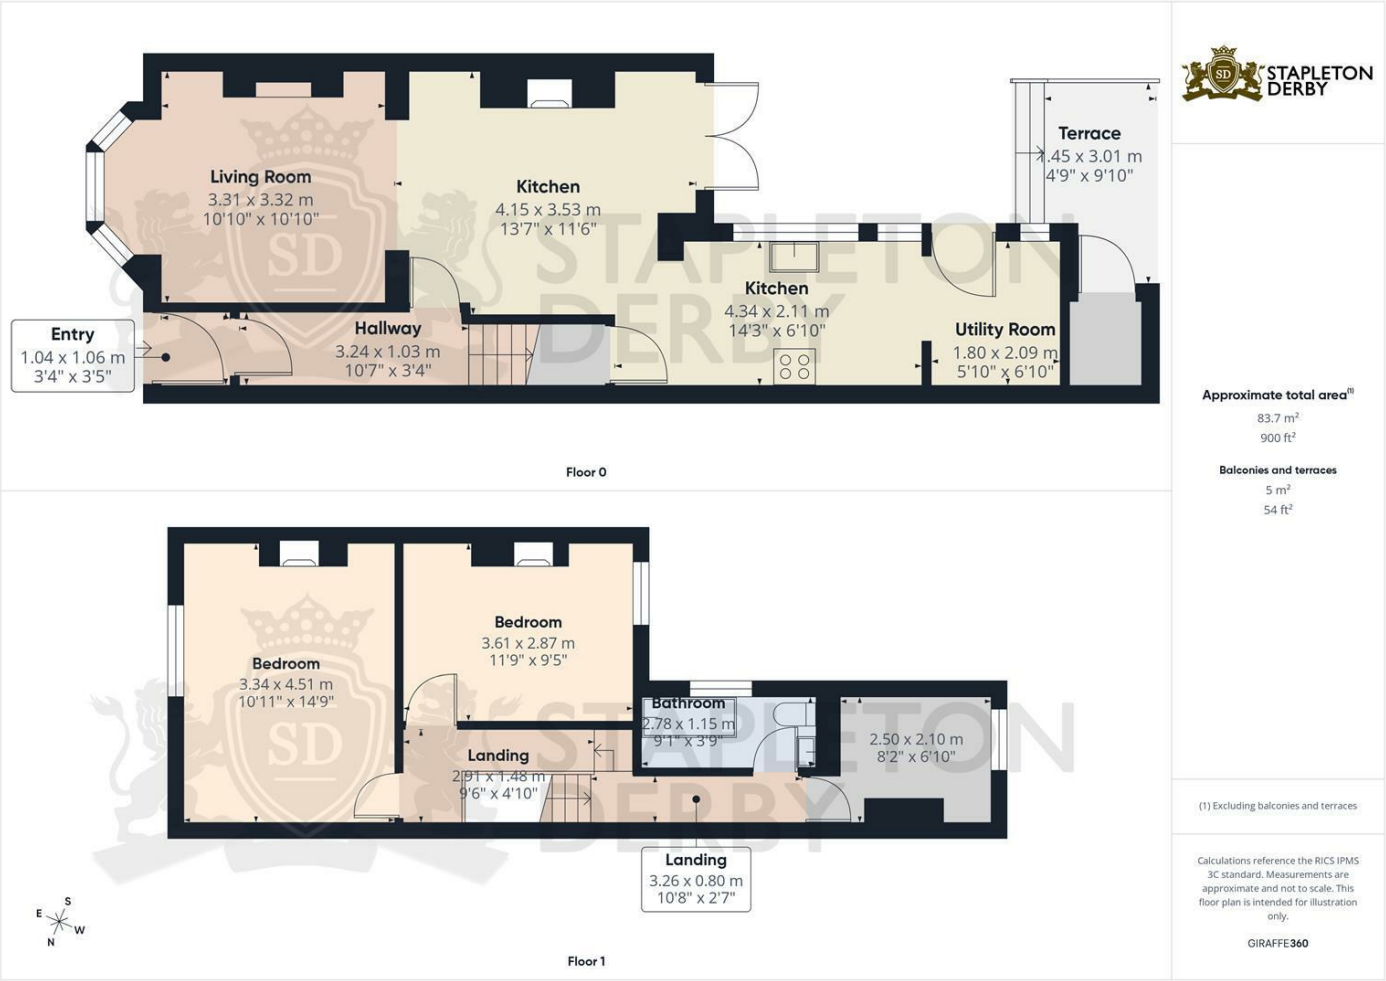 Living Room
3.31 x 3.32 m
10'10" x 10'10"
Kitchen
4.15 x 3.53 m
13'7" x 11'6"
Terrace
1.45 x 3.01 m
4'9" x 9'10"
Kitchen
4.34 x 2.11 m
14'3" x 6'10"
Utility Room
1.80 x 2.09 m
5'10" x 6'10"
Entry
1.04 x 1.06 m
3'4" x 3'5"
Hallway
3.24 x 1.03 m
10'7" x 3'4"
SD
STAPLETON
DERBY
Floor 0
Bedroom
3.34 x 4.51 m
10'11" x 14'9"
Bedroom
3.61 x 2.87 m
11'9" x 9'5"
Bathroom
2.78 x 1.15 m
9'1" x 3'9"
2.50 x 2.10 m
8'2" x 6'10"
Landing
2.91 x 1.48 m
9'6" x 4'10"
Landing
3.26 x 0.80 m
10'8" x 2'7"
SD
STAPLETON
DERBY
S
E
W
N
Floor 1
SD
STAPLETON
DERBY
Approximate total area(1)
83.7 m²
900 ft²
Balconies and terraces
5 m²
54 ft²
(1) Excluding balconies and terraces
Calculations reference the RICS IPMS
3C standard. Measurements are
approximate and not to scale. This
floor plan is intended for illustration
only.
GIRAFFE360